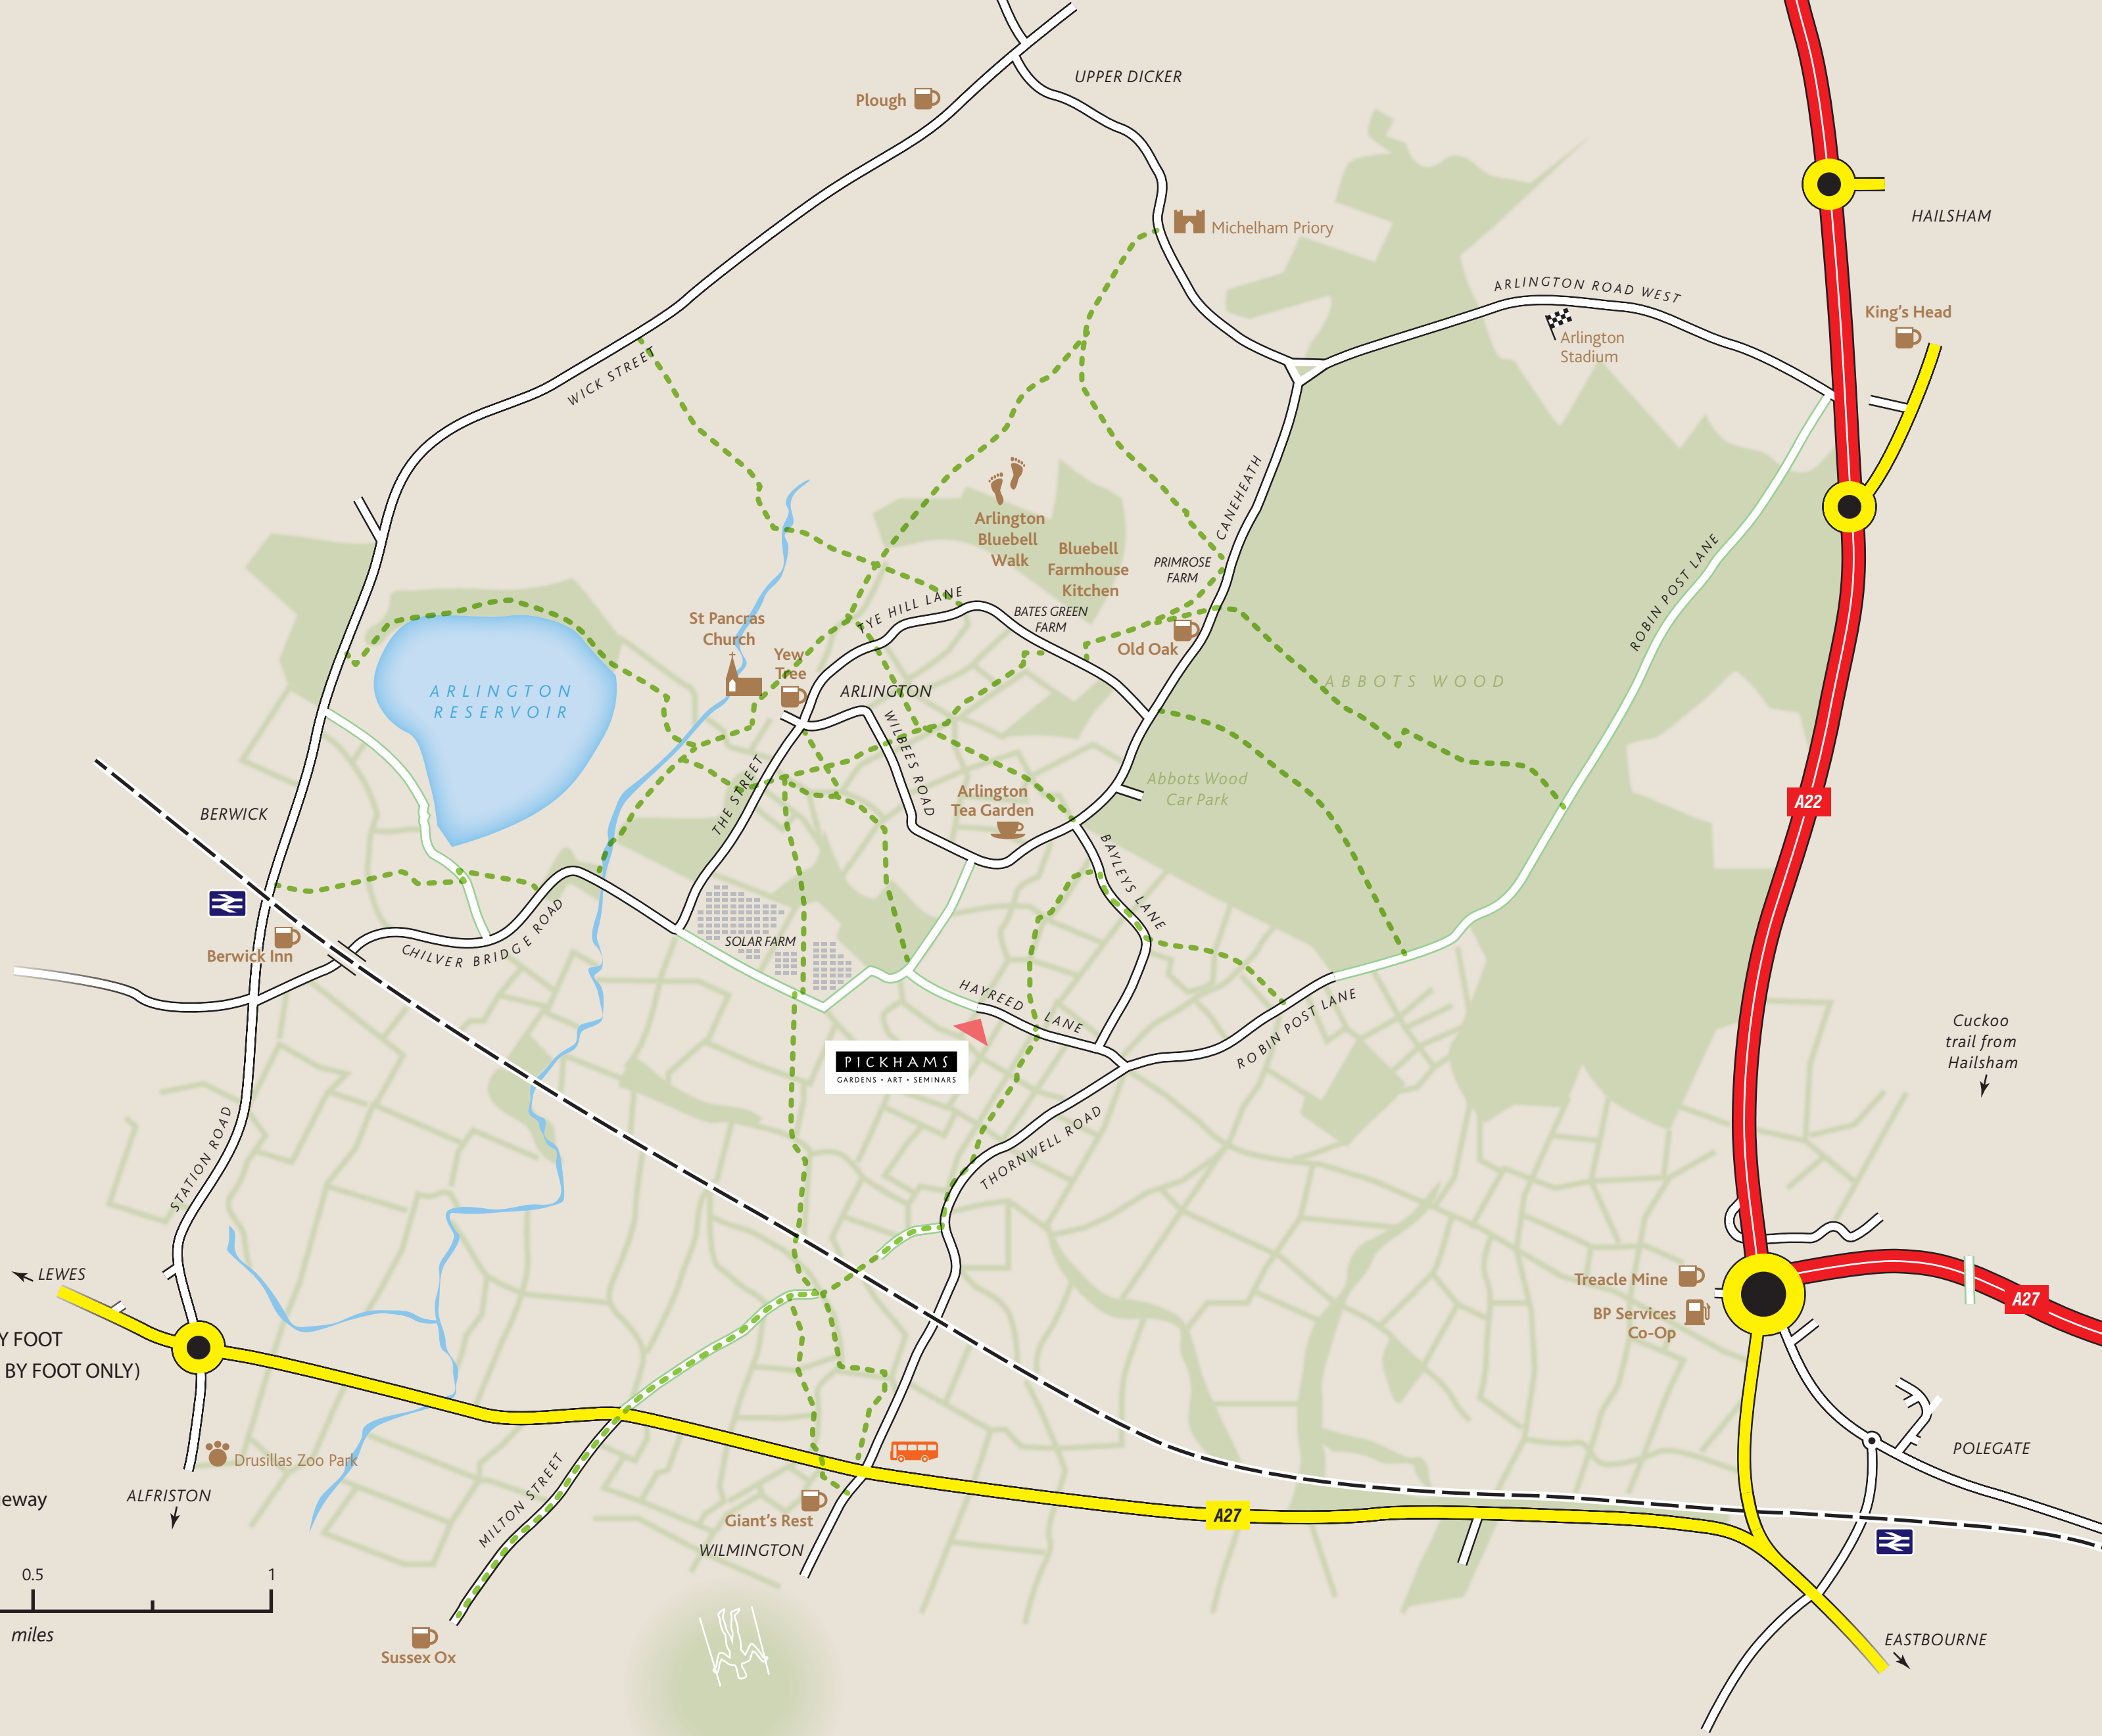 UPPER DICKER
Plough
Michelham Priory
HAILSHAM
ARLINGTON ROAD WEST
King's Head
Arlington
Stadium
WICK STREET
CANEHEATH
Arlington
Bluebell
Walk
Bluebell
Farmhouse
Kitchen
PRIMROSE
FARM
ROBIN POST LANE
TYE HILL LANE
BATES GREEN
FARM
St Pancras
Church
Yew
Tree
Old Oak
ARLINGTON
RESERVOIR
ARLINGTON
ABBOTS WOOD
WILBEES ROAD
THE STREET
Abbots Wood
Car Park
Arlington
Tea Garden
A22
BERWICK
BAYLEYS LANE
Berwick Inn
CHILVER BRIDGE ROAD
SOLAR FARM
HAYREED LANE
ROBIN POST LANE
Cuckoo
trail from
Hailsham
PICKHAMS
GARDENS • ART • SEMINARS
STATION ROAD
THORNWELL ROAD
LEWES
Treacle Mine
BP Services
Co-Op
A27
Y FOOT
BY FOOT ONLY)
Drusillas Zoo Park
ALFRISTON
eway
MILTON STREET
Giant's Rest
WILMINGTON
A27
POLEGATE
0.5
1
miles
Sussex Ox
EASTBOURNE